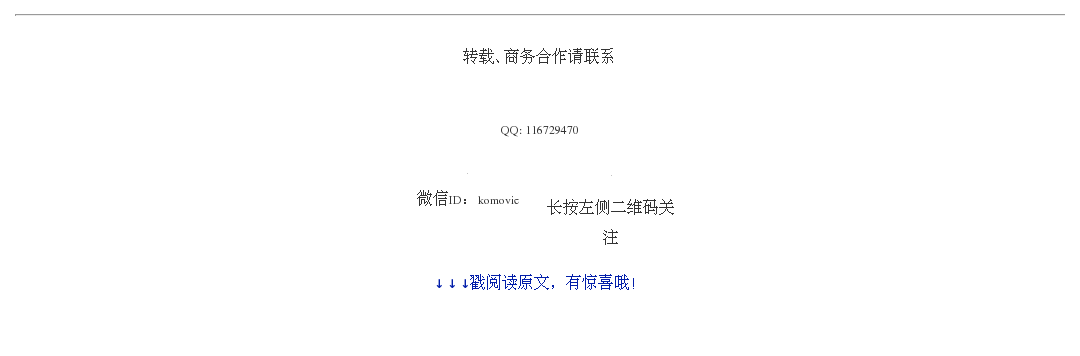 转载、商务合作请联系
QQ: 116729470
微信ID： komovic
长按左侧二维码关
注
↓↓↓戳阅读原文，有惊喜哦！